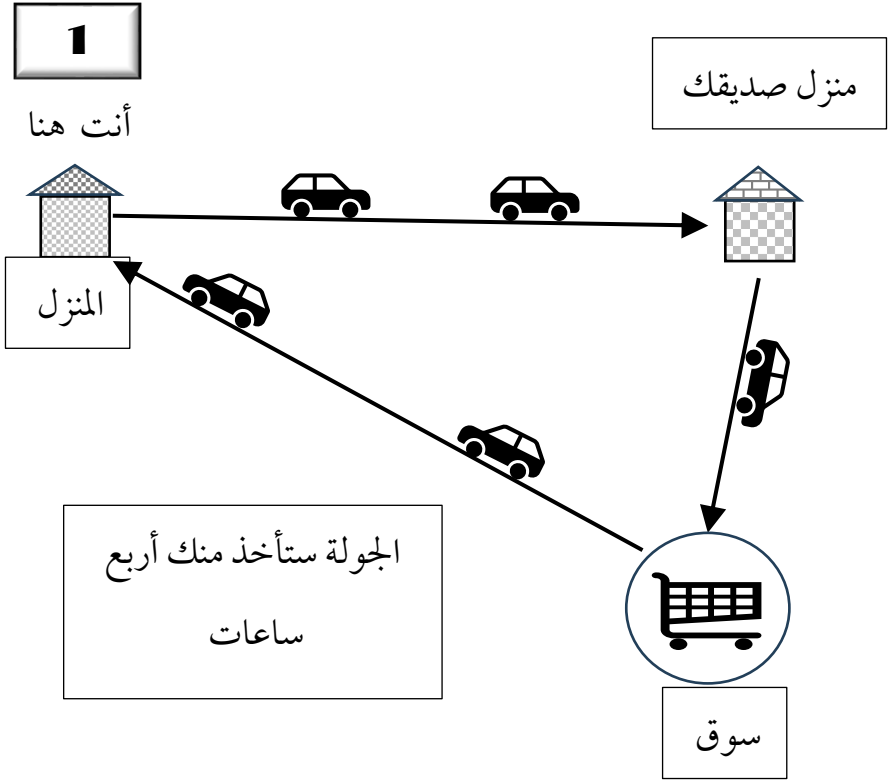 1
أنت هنا
منزل صديقك
المنزل
الجولة ستأخذ منك أربع
ساعات
سوق